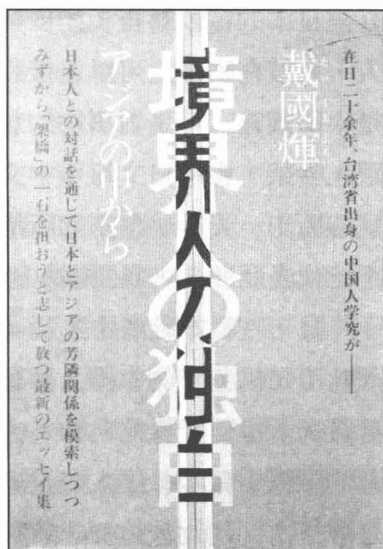 在日二十余年、台湾省出身の中国人学究が――
戴國煇
境界人の独白
アジアの中から
日本人との対話を通じて日本とアジアの芳隣関係を模索しつつ
みずから「架橋」の一石を担おうと志して放つ最新のエッセイ集